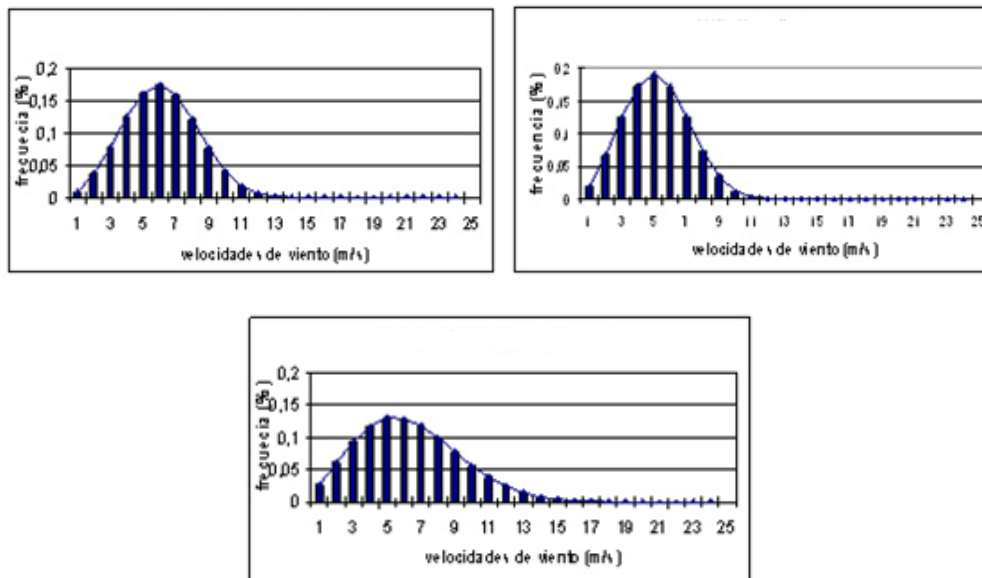 frecuecia (%)
0,2
0,15
0,1
0,05
0
1 3 5 7 9 11 13 15 17 19 21 23 25
velocidades de viento (m/s)
frecuencia (%)
0,2
0,15
0,1
0,05
0
1 3 5 7 9 11 13 15 17 19 21 23 25
velocidades de viento (m/s)
frecuecia (%)
0,2
0,15
0,1
0,05
0
1 3 5 7 9 11 13 15 17 19 21 23 25
velocidades de viento (m/s)